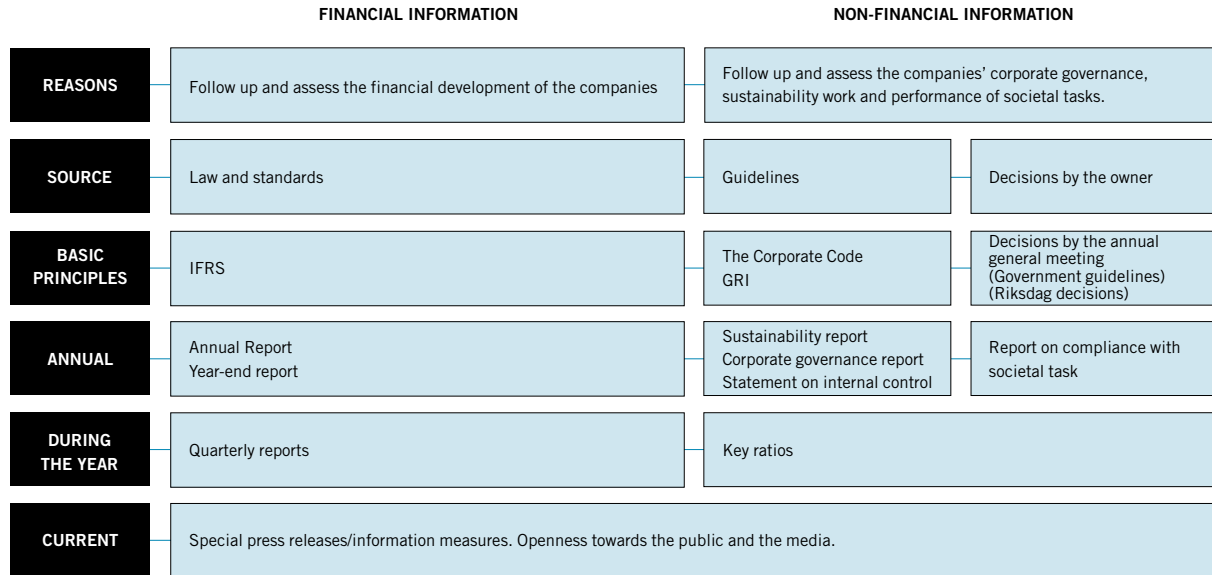 FINANCIAL INFORMATION
NON-FINANCIAL INFORMATION
REASONS
Follow up and assess the financial development of the companies
Follow up and assess the companies’ corporate governance,
sustainability work and performance of societal tasks.
SOURCE
Law and standards
Guidelines
Decisions by the owner
BASIC
PRINCIPLES
IFRS
The Corporate Code
GRI
Decisions by the annual
general meeting
(Government guidelines)
(Riksdag decisions)
ANNUAL
Annual Report
Year-end report
Sustainability report
Corporate governance report
Statement on internal control
Report on compliance with
societal task
DURING
THE YEAR
Quarterly reports
Key ratios
CURRENT
Special press releases/information measures. Openness towards the public and the media.